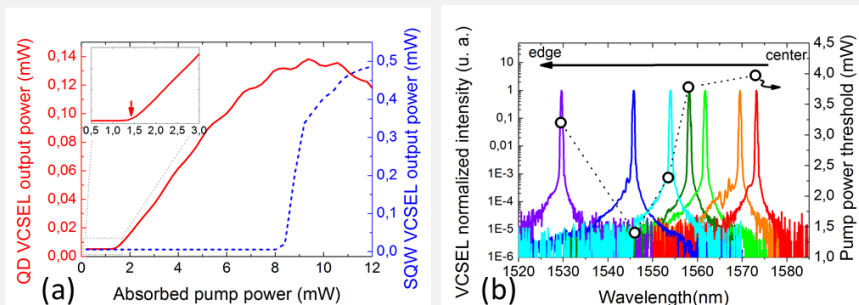 (a)
QD VCSEL output power (mW)
0,14
0,12
0,10
0,08
0,06
0,04
0,02
0,00
0,5 1,0 1,5 2,0 2,5 3,0
0 2 4 6 8 10 12
Absorbed pump power (mW)
0,5
0,4
0,3
0,2
0,1
0,0
SQW VCSEL output power (mW)
(b)
VCSEL normalized intensity (u. a.)
10
1
0,1
0,01
1E-3
1E-4
1E-5
1E-6
edge
center
1520 1530 1540 1550 1560 1570 1580
Wavelength(nm)
4,5
4,0
3,5
3,0
2,5
2,0
1,5
1,0
Pump power threshold (mW)